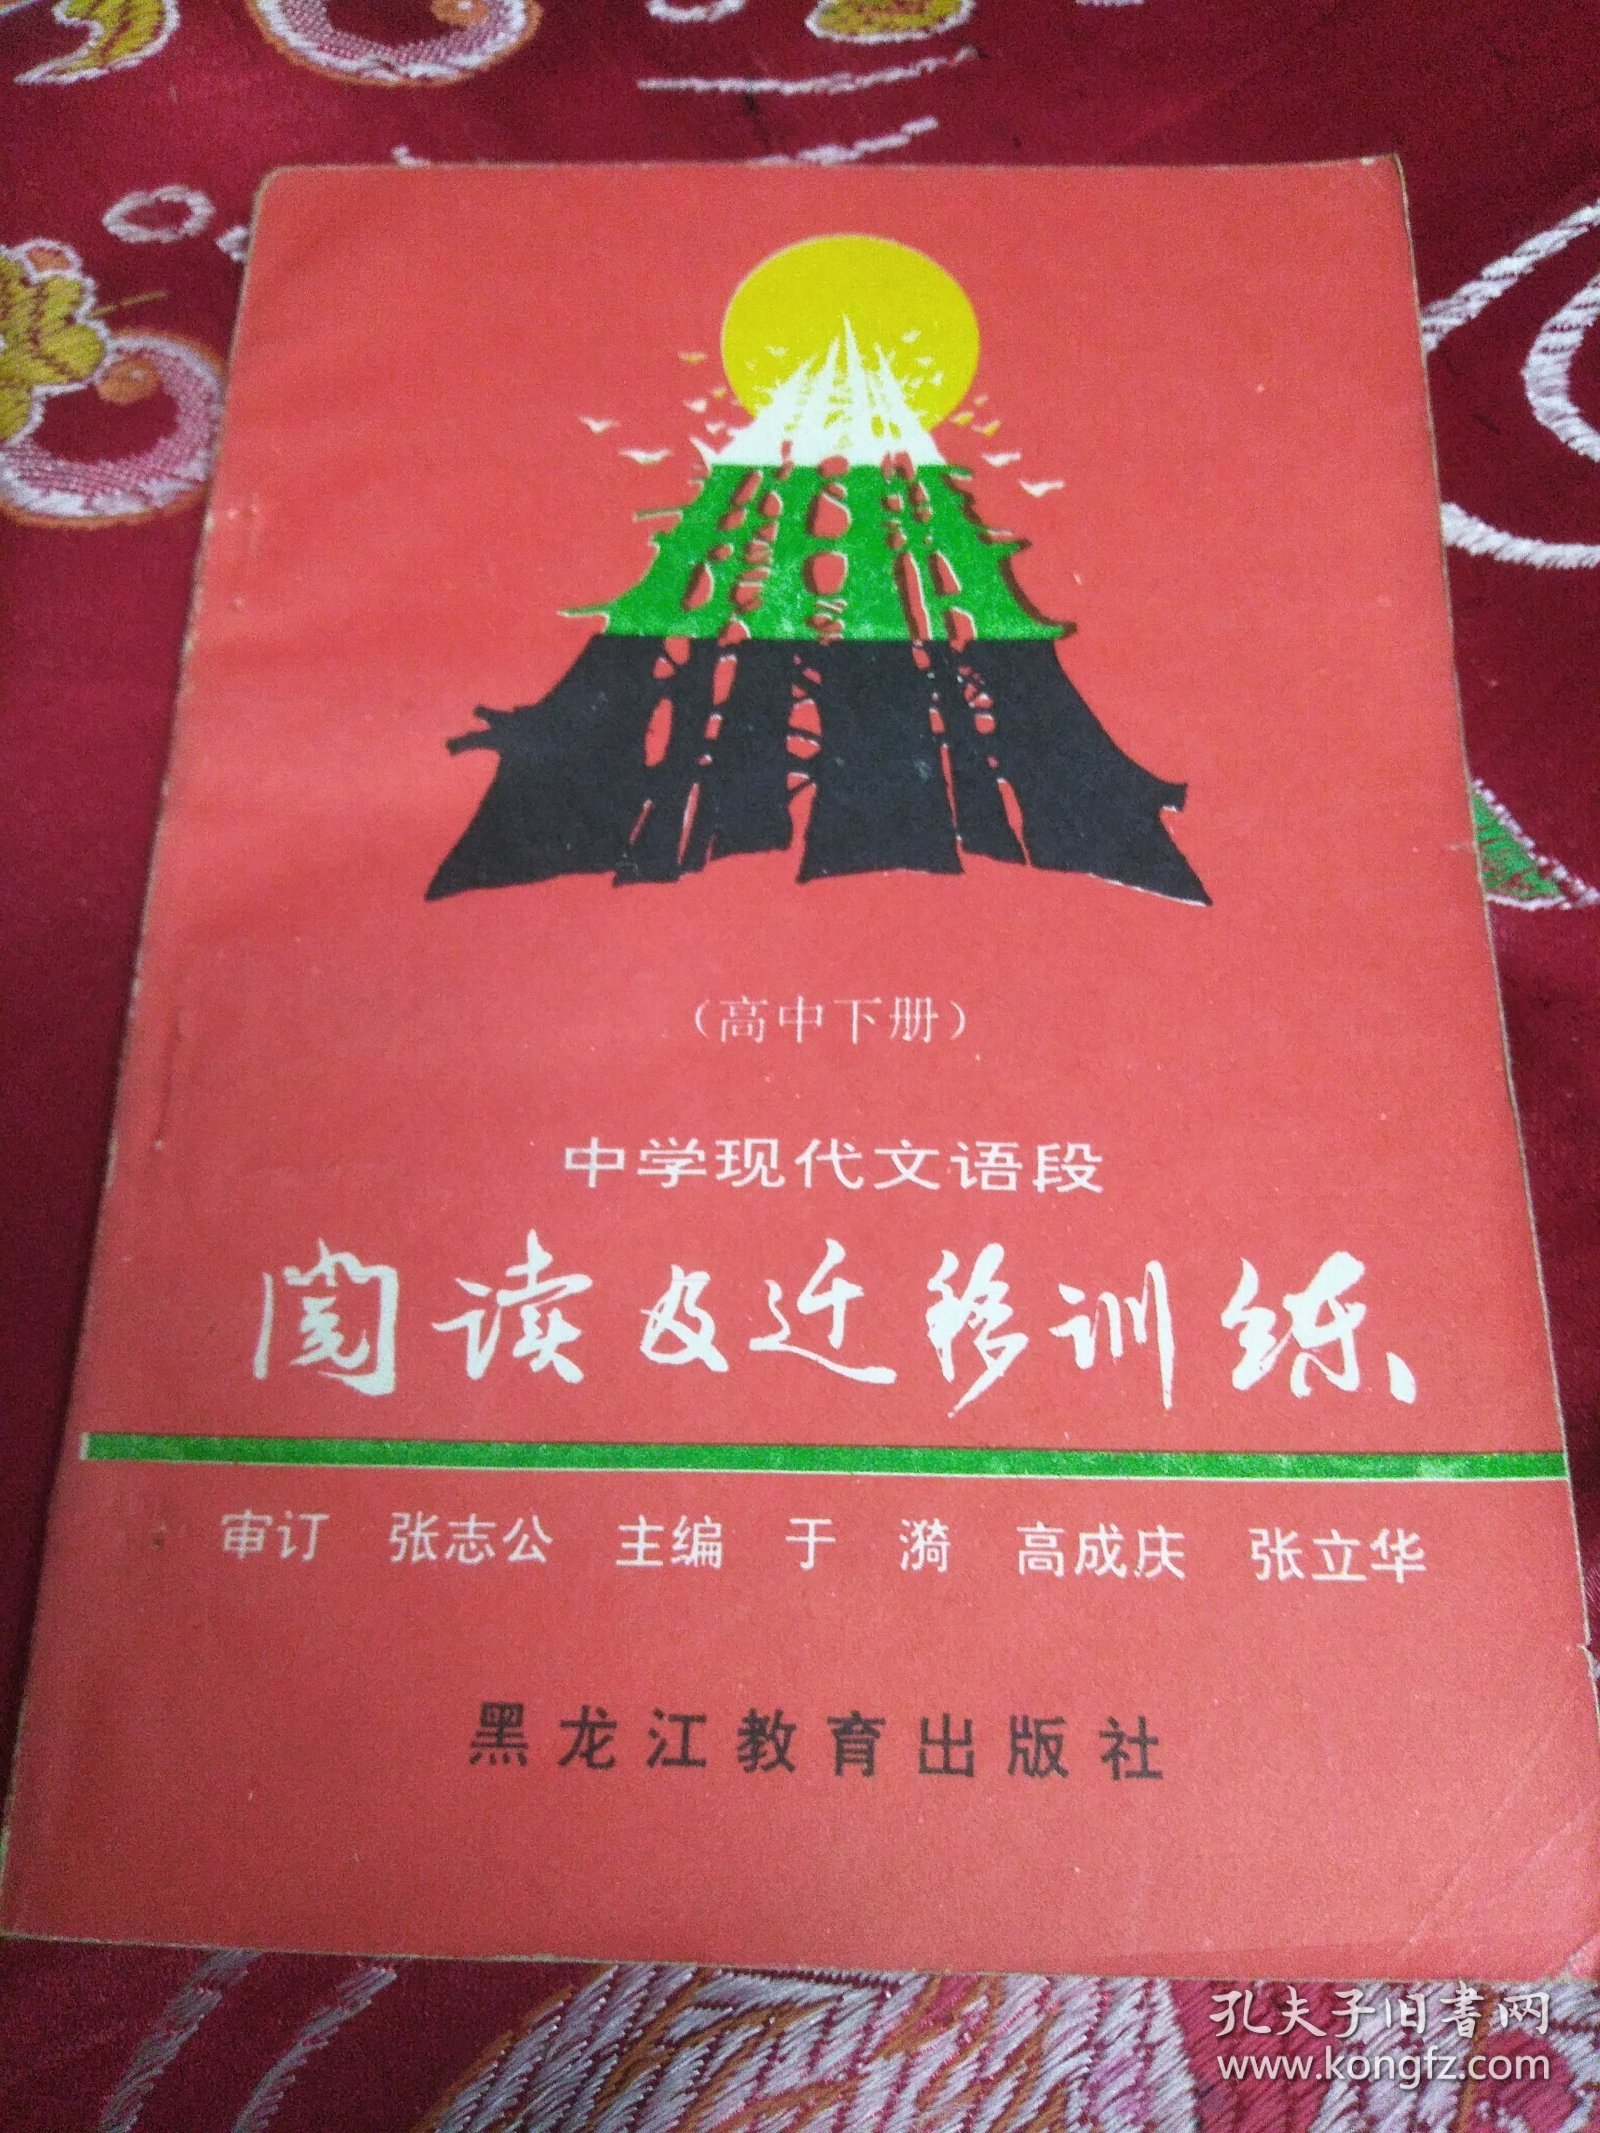 （高中下册）
中学现代文语段
阅读及迁移训练
审订 张志公 主编 于漪 高成庆 张立华
黑龙江教育出版社
孔夫子旧書网
www.kongfz.com